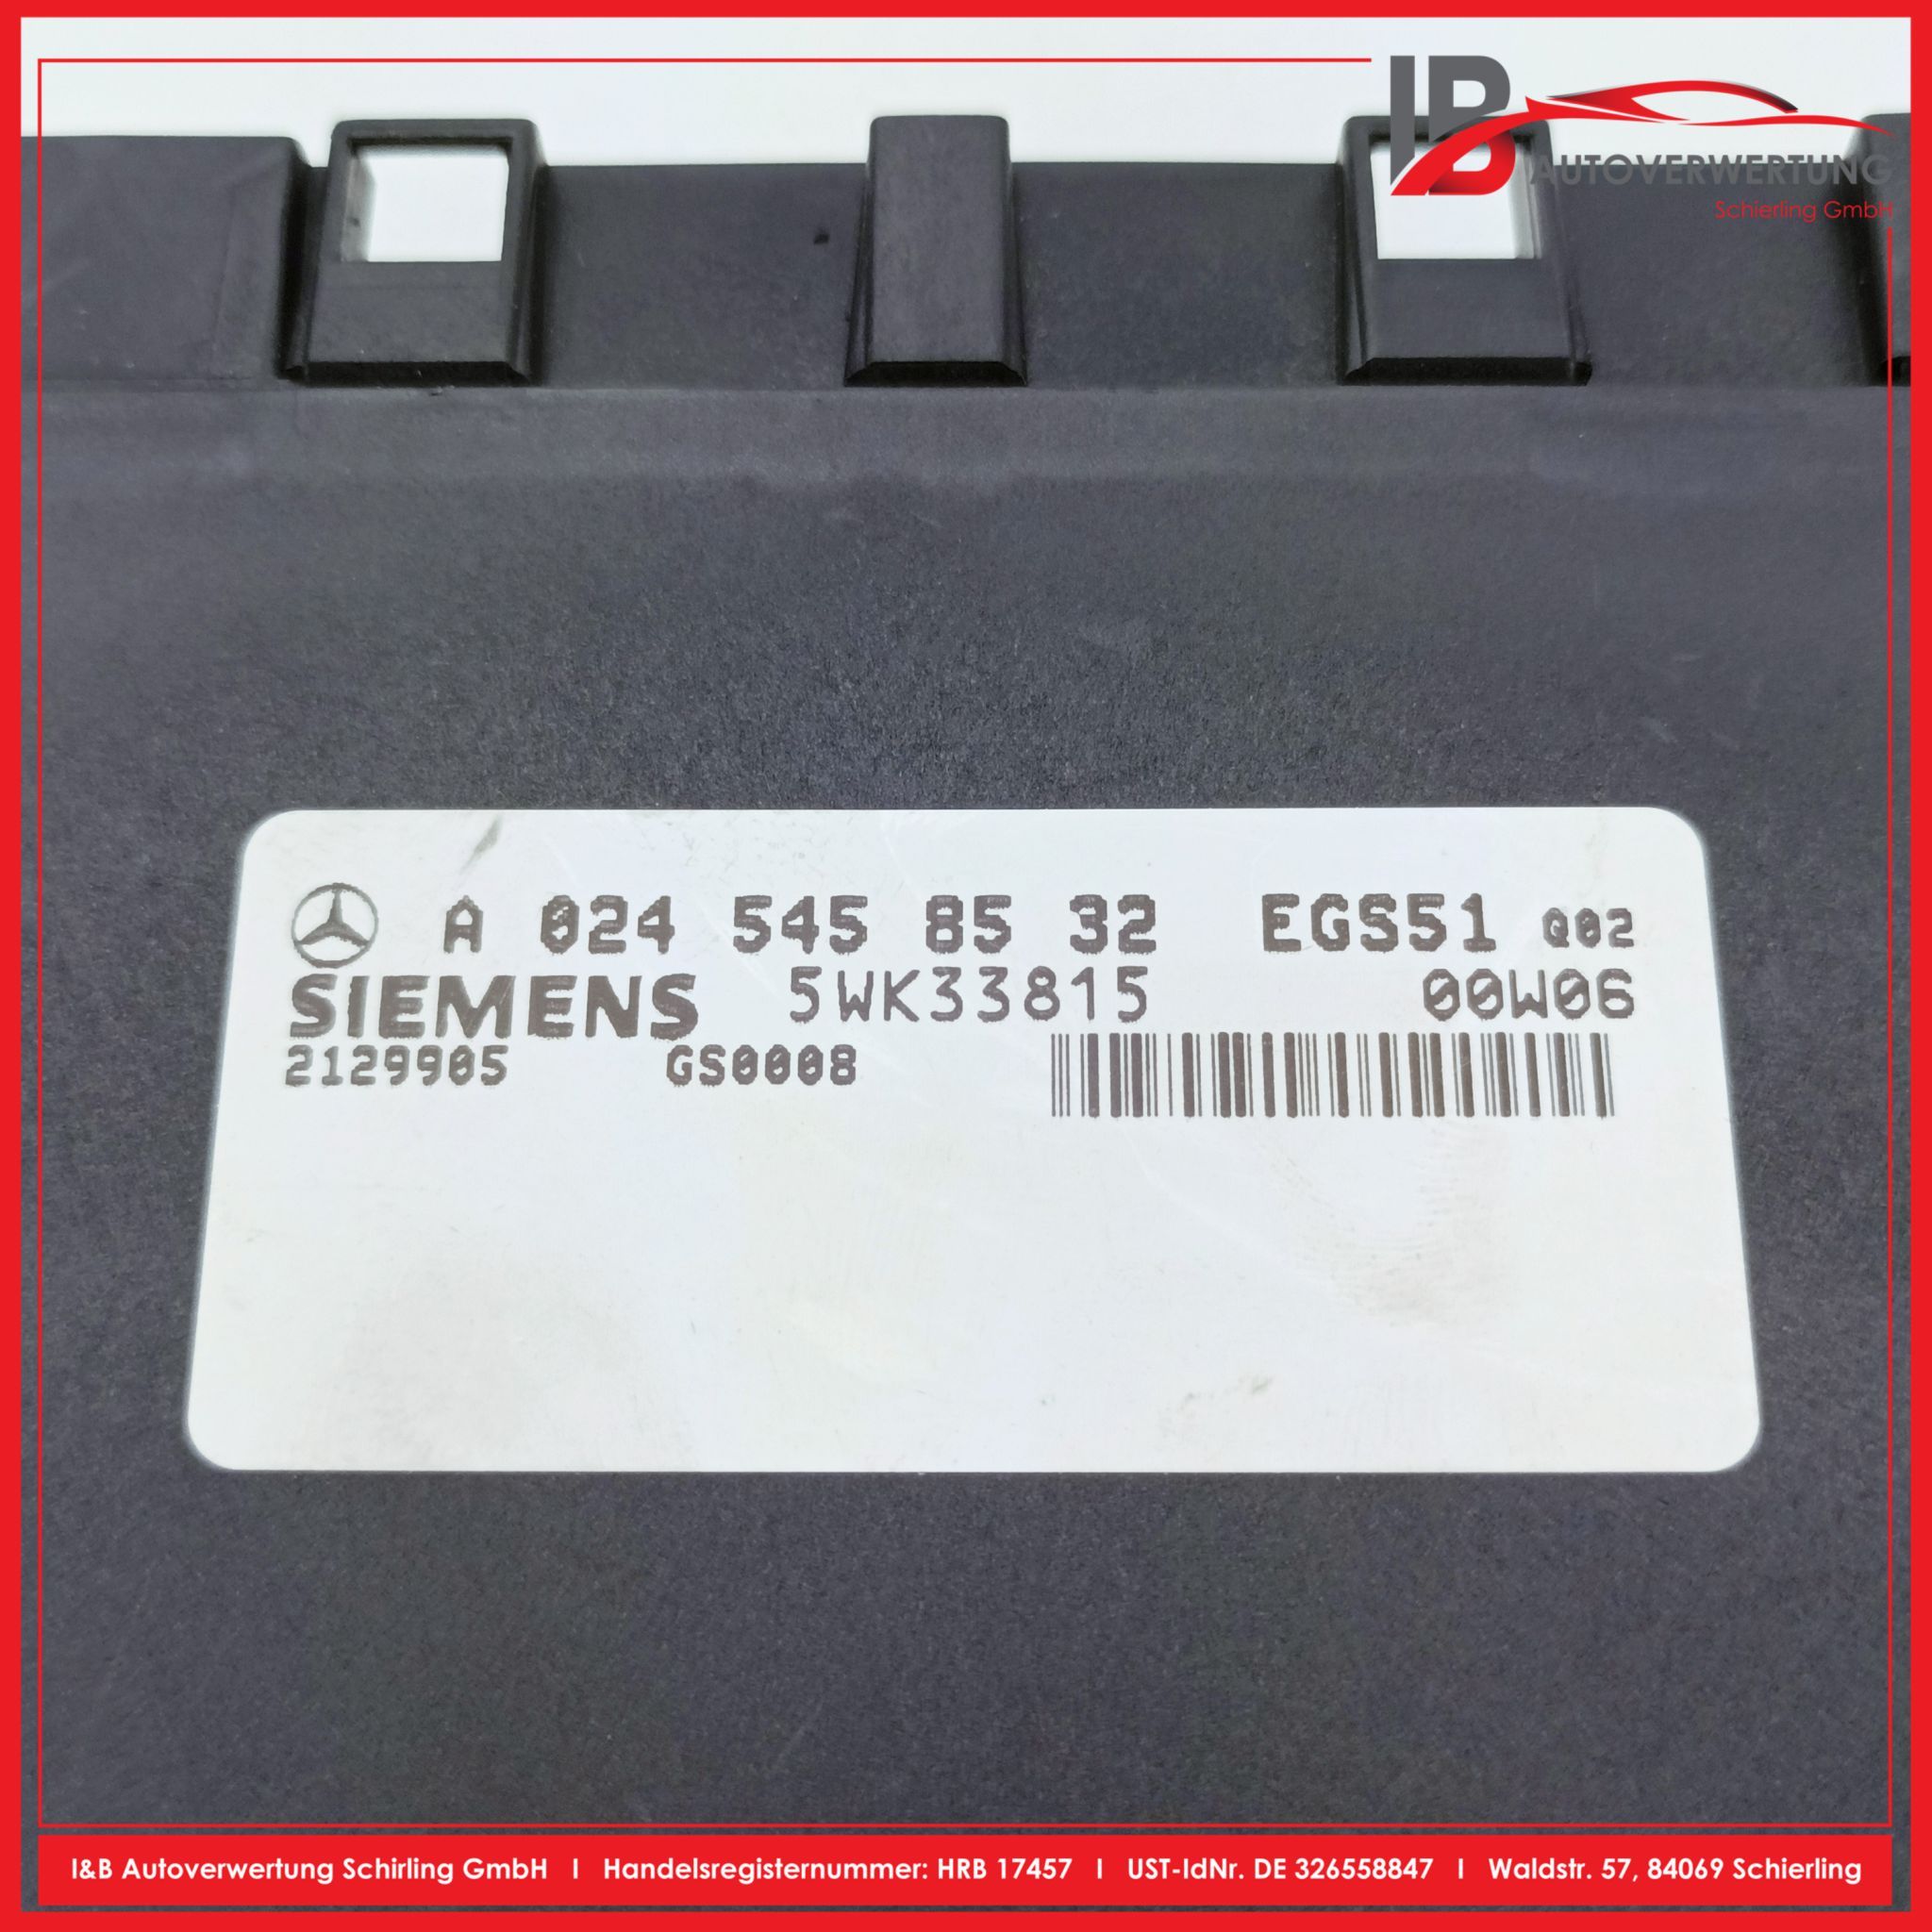 IB
AUTOVERWERTUNG
Schierling GmbH
A 024 545 85 32 EGS51 Q02
SIEMENS 5WK33815 00W06
2129905 GS0008
I&B Autoverwertung Schirling GmbH I Handelsregisternummer: HRB 17457 I UST-IdNr. DE 326558847 I Waldstr. 57, 84069 Schierling